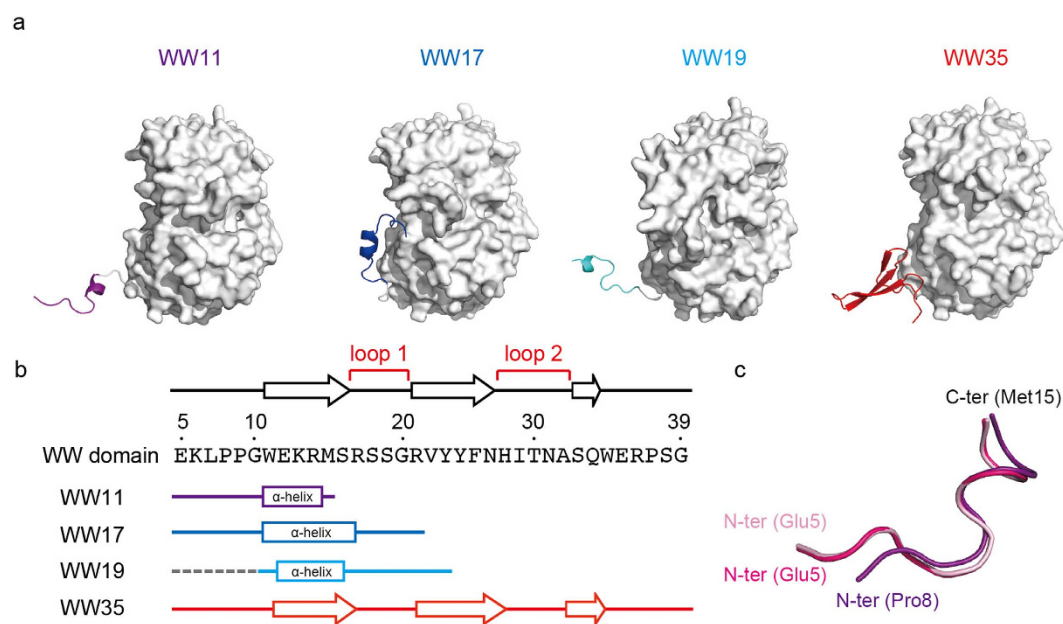 a
WW11 WW17 WW19 WW35
b
loop 1 loop 2
5 10 20 30 39
WW domain EKLPPGWEKRMSRSSGRVYYFNHITNASQWERPSG
WW11 α-helix
WW17 α-helix
WW19 α-helix
WW35
c
C-ter (Met15)
N-ter (Glu5)
N-ter (Glu5)
N-ter (Pro8)